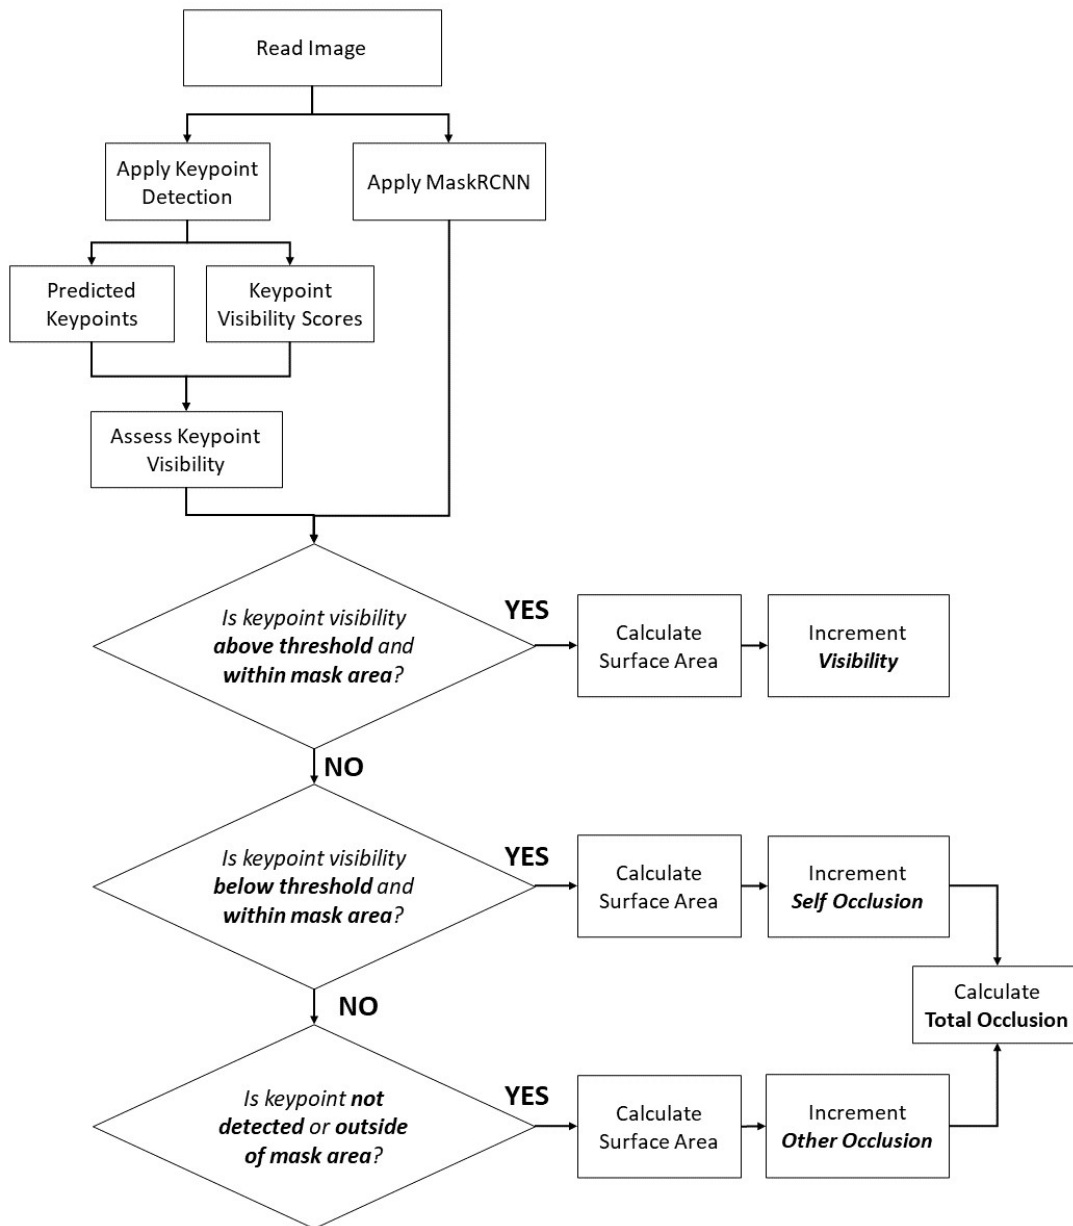 Read Image
Apply Keypoint
Detection
Apply MaskRCNN
Predicted
Keypoints
Keypoint
Visibility Scores
Assess Keypoint
Visibility
Is keypoint visibility
above threshold and
within mask area?
YES
Calculate
Surface Area
Increment
Visibility
NO
Is keypoint visibility
below threshold and
within mask area?
YES
Calculate
Surface Area
Increment
Self Occlusion
NO
Calculate
Total Occlusion
Is keypoint not
detected or outside
of mask area?
YES
Calculate
Surface Area
Increment
Other Occlusion